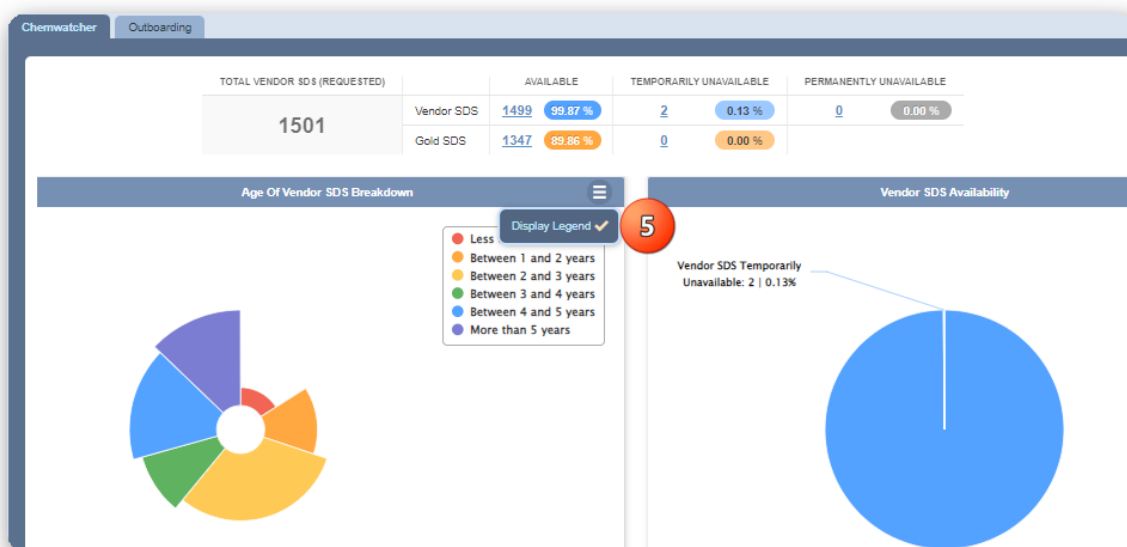 Chemwatcher Outboarding
TOTAL VENDOR SDS (REQUESTED) AVAILABLE TEMPORARILY UNAVAILABLE PERMANENTLY UNAVAILABLE
1501
Vendor SDS 1499 99.87 % 2 0.13 % 0 0.00 %
Gold SDS 1347 89.86 % 0 0.00 %
Age Of Vendor SDS Breakdown
Display Legend
5
Less
Between 1 and 2 years
Between 2 and 3 years
Between 3 and 4 years
Between 4 and 5 years
More than 5 years
Vendor SDS Availability
Vendor SDS Temporarily
Unavailable: 2 | 0.13%